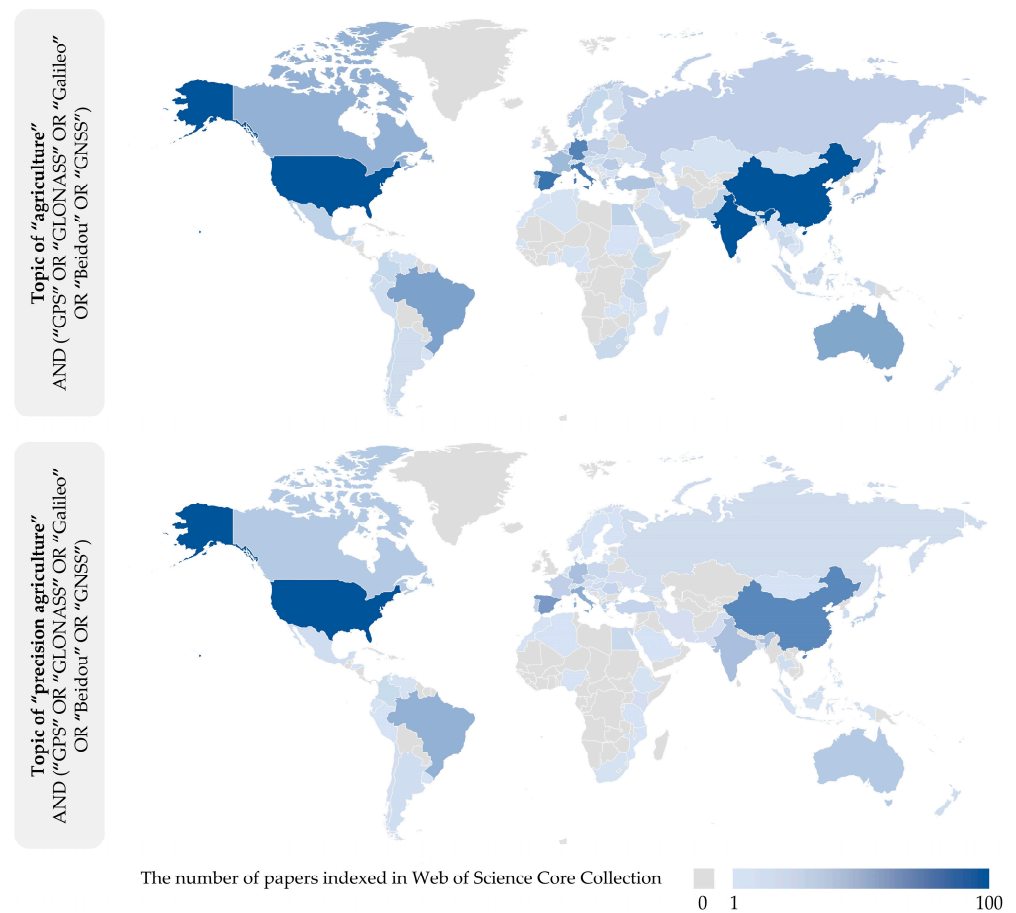 Topic of “agriculture”
AND (“GPS” OR “GLONASS” OR “Galileo”
OR “Beidou” OR “GNSS”)
Topic of “precision agriculture”
AND (“GPS” OR “GLONASS” OR “Galileo”
OR “Beidou” OR “GNSS”)
The number of papers indexed in Web of Science Core Collection
0 1 100